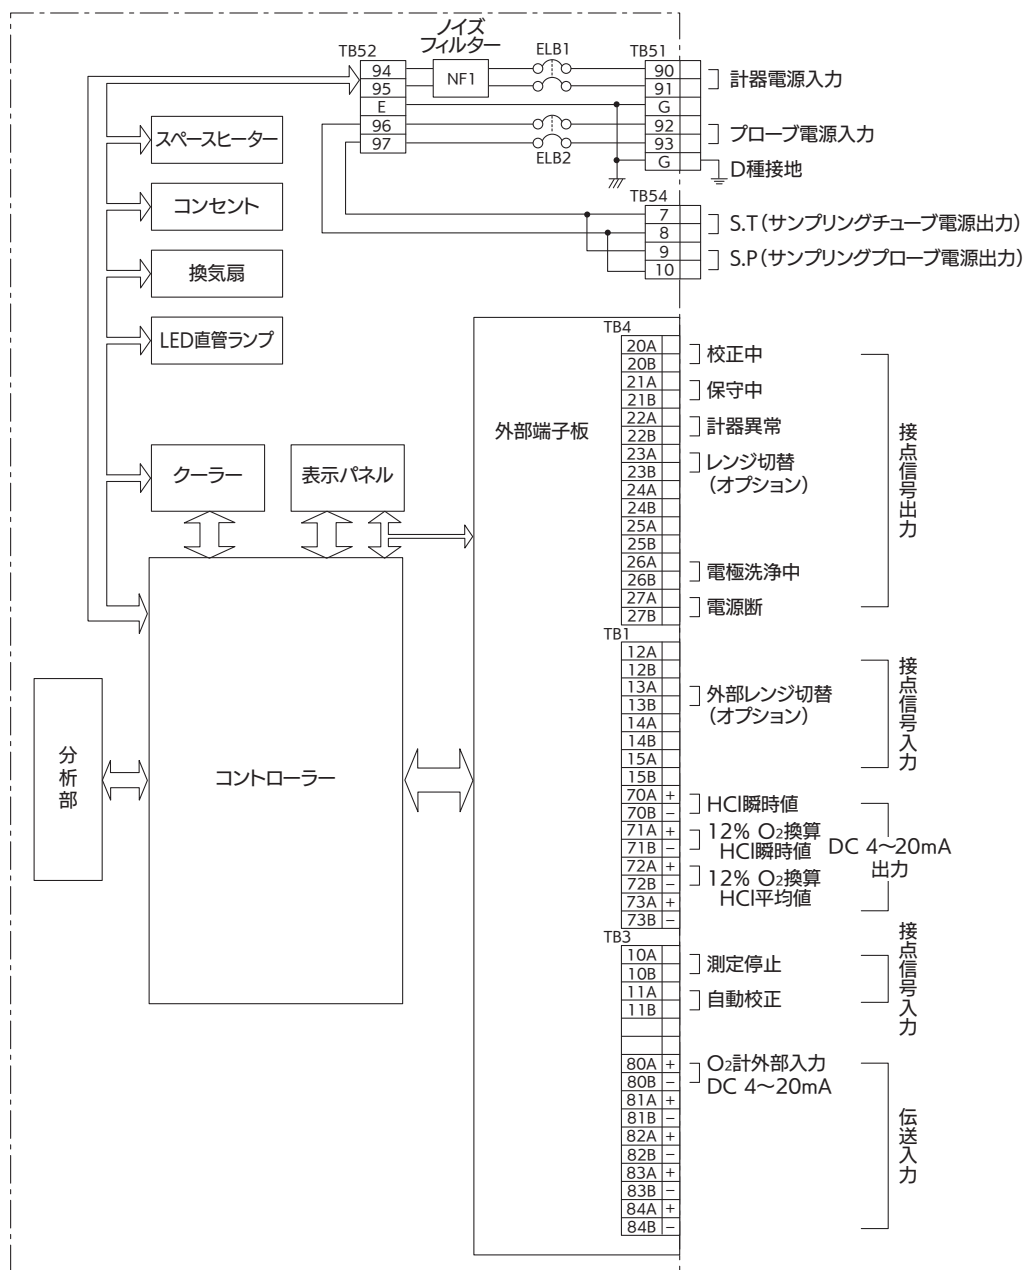 ノイズ
フィルター
TB52
ELB1
TB51
94
95
E
96
97
NF1
ELB2
90
91
G
92
93
G
計器電源入力
プローブ電源入力
D種接地
TB54
7
8
9
10
S.T(サンプリングチューブ電源出力)
S.P(サンプリングプローブ電源出力)
スペースヒーター
コンセント
換気扇
LED直管ランプ
クーラー
表示パネル
コントローラー
分析部
外部端子板
TB4
20A
20B
校正中
21A
21B
保守中
22A
22B
計器異常
23A
23B
レンジ切替
(オプション)
24A
24B
25A
25B
26A
26B
電極洗浄中
27A
27B
電源断
接点信号出力
TB1
12A
12B
13A
13B
外部レンジ切替
(オプション)
14A
14B
15A
15B
接点信号入力
70A +
70B −
HCl瞬時値
71A +
71B −
12% O2換算
HCl瞬時値
72A +
72B −
12% O2換算
HCl平均値
73A +
73B −
DC 4〜20mA
出力
TB3
10A
10B
測定停止
11A
11B
自動校正
接点信号入力
80A +
80B −
O2計外部入力
DC 4〜20mA
81A +
81B −
82A +
82B −
83A +
83B −
84A +
84B −
伝送入力